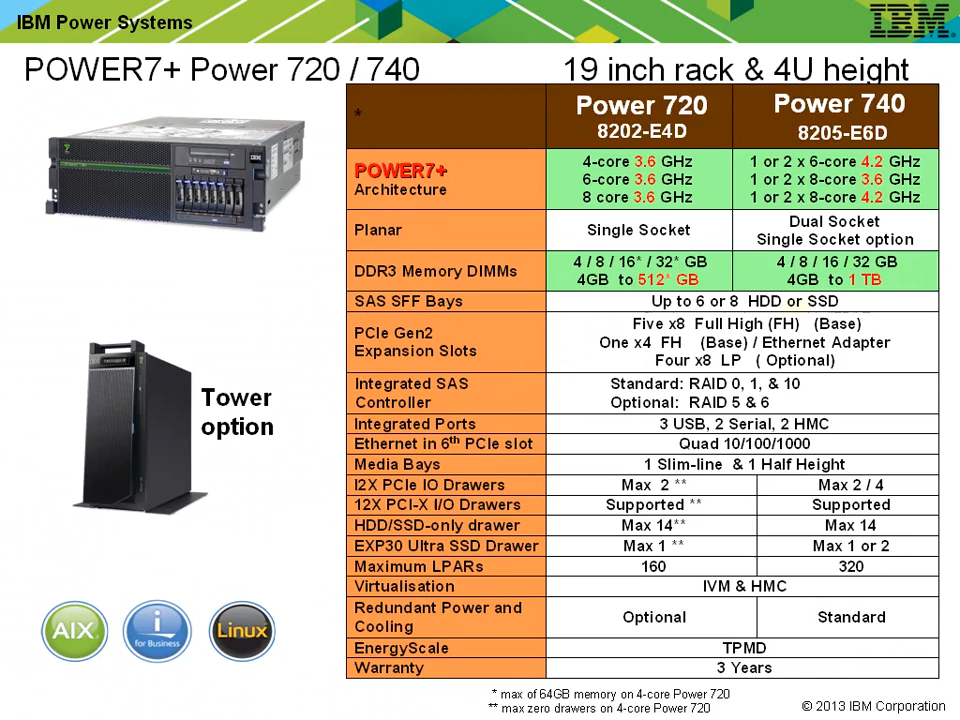 IBM Power Systems
IBM
POWER7+ Power 720 / 740
19 inch rack & 4U height
* Power 720 8202-E4D Power 740 8205-E6D
POWER7+ Architecture
4-core 3.6 GHz
6-core 3.6 GHz
8 core 3.6 GHz
1 or 2 x 6-core 4.2 GHz
1 or 2 x 8-core 3.6 GHz
1 or 2 x 8-core 4.2 GHz
Planar
Single Socket
Dual Socket
Single Socket option
DDR3 Memory DIMMs
4 / 8 / 16* / 32* GB
4GB to 512* GB
4 / 8 / 16 / 32 GB
4GB to 1 TB
SAS SFF Bays
Up to 6 or 8 HDD or SSD
PCIe Gen2
Expansion Slots
Five x8 Full High (FH) (Base)
One x4 FH (Base) / Ethernet Adapter
Four x8 LP ( Optional)
Tower
option
Integrated SAS
Controller
Standard: RAID 0, 1, & 10
Optional: RAID 5 & 6
Integrated Ports
3 USB, 2 Serial, 2 HMC
Ethernet in 6th PCIe slot
Quad 10/100/1000
Media Bays
1 Slim-line & 1 Half Height
I2X PCIe IO Drawers
Max 2 **
Max 2 / 4
12X PCI-X I/O Drawers
Supported **
Supported
HDD/SSD-only drawer
Max 14**
Max 14
EXP30 Ultra SSD Drawer
Max 1 **
Max 1 or 2
Maximum LPARs
160
320
Virtualisation
IVM & HMC
Redundant Power and
Cooling
Optional
Standard
EnergyScale
TPMD
Warranty
3 Years
AIX
i
for Business
Linux
* max of 64GB memory on 4-core Power 720
** max zero drawers on 4-core Power 720
© 2013 IBM Corporation